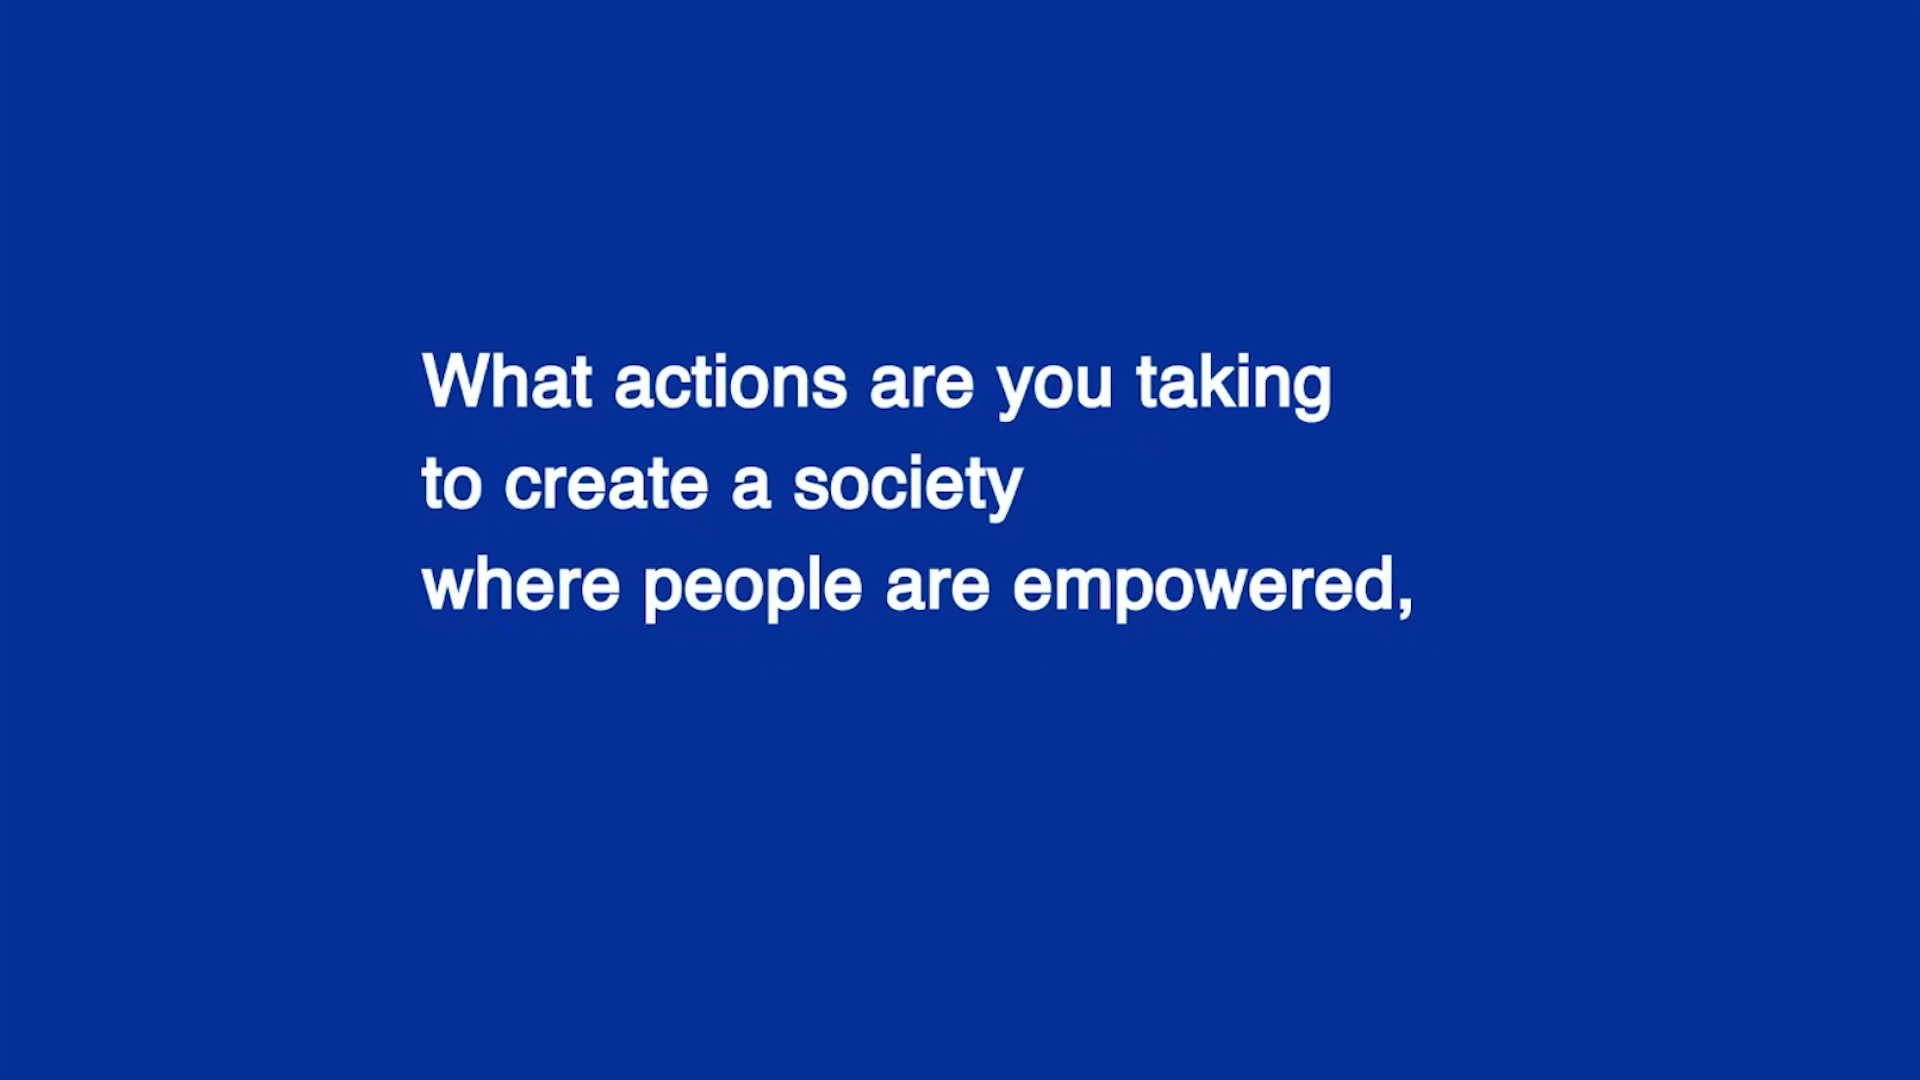 What actions are you taking
to create a society
where people are empowered,